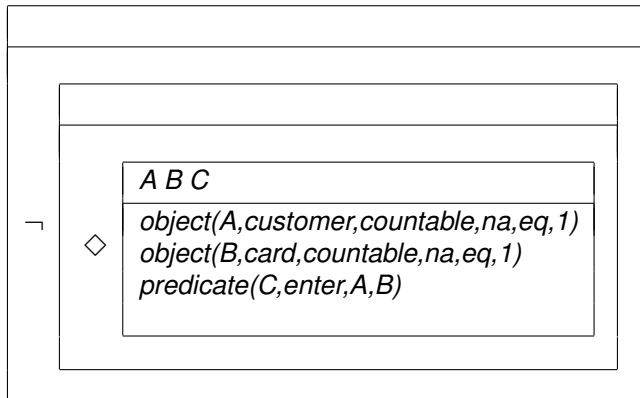 A B C
¬
◇
object(A,customer,countable,na,eq,1)
object(B,card,countable,na,eq,1)
predicate(C,enter,A,B)